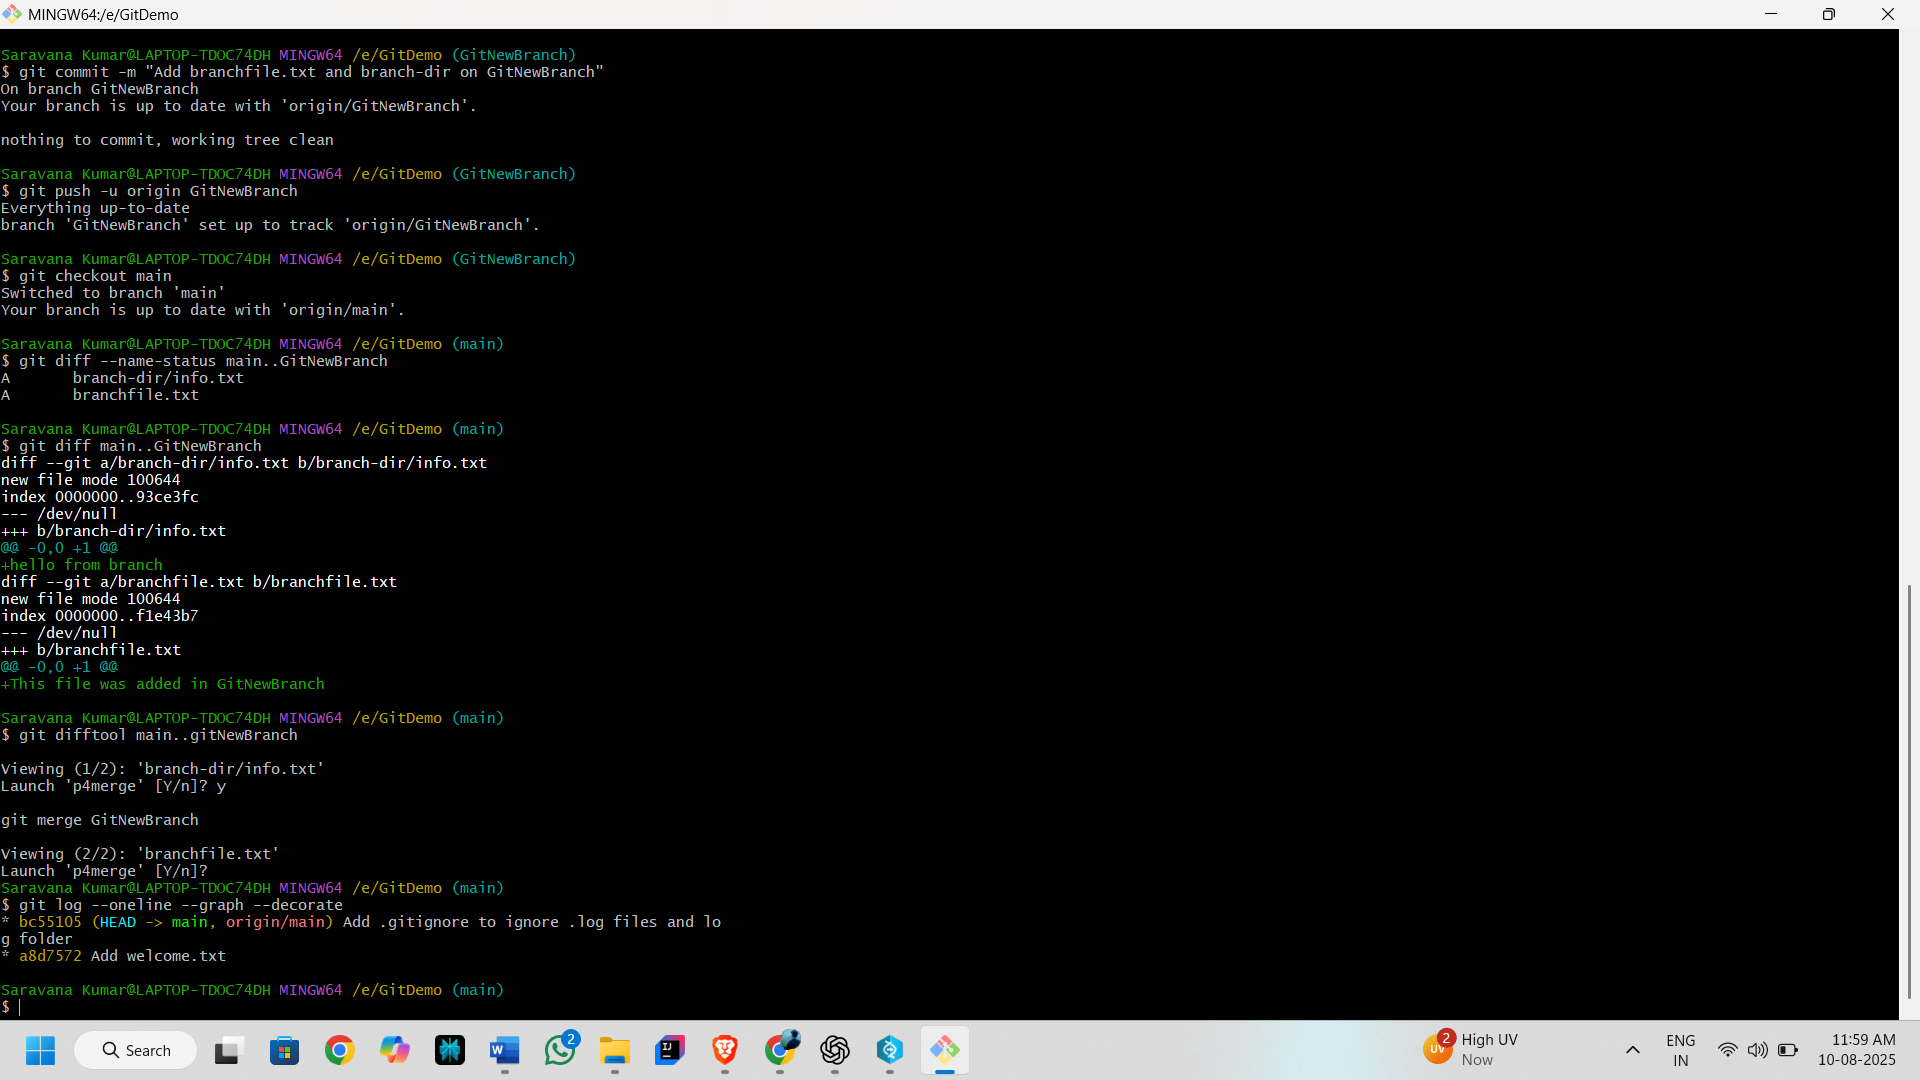 MINGW64:/e/GitDemo
Saravana Kumar@LAPTOP-TDOC74DH MINGW64 /e/GitDemo (GitNewBranch)
$ git commit -m "Add branchfile.txt and branch-dir on GitNewBranch"
On branch GitNewBranch
Your branch is up to date with 'origin/GitNewBranch'.
nothing to commit, working tree clean
Saravana Kumar@LAPTOP-TDOC74DH MINGW64 /e/GitDemo (GitNewBranch)
$ git push -u origin GitNewBranch
Everything up-to-date
branch 'GitNewBranch' set up to track 'origin/GitNewBranch'.
Saravana Kumar@LAPTOP-TDOC74DH MINGW64 /e/GitDemo (GitNewBranch)
$ git checkout main
Switched to branch 'main'
Your branch is up to date with 'origin/main'.
Saravana Kumar@LAPTOP-TDOC74DH MINGW64 /e/GitDemo (main)
$ git diff --name-status main..GitNewBranch
A branch-dir/info.txt
A branchfile.txt
Saravana Kumar@LAPTOP-TDOC74DH MINGW64 /e/GitDemo (main)
$ git diff main..GitNewBranch
diff --git a/branch-dir/info.txt b/branch-dir/info.txt
new file mode 100644
index 0000000..93ce3fc
--- /dev/null
+++ b/branch-dir/info.txt
@@ -0,0 +1 @@
+hello from branch
diff --git a/branchfile.txt b/branchfile.txt
new file mode 100644
index 0000000..f1e43b7
--- /dev/null
+++ b/branchfile.txt
@@ -0,0 +1 @@
+This file was added in GitNewBranch
Saravana Kumar@LAPTOP-TDOC74DH MINGW64 /e/GitDemo (main)
$ git difftool main..gitNewBranch
Viewing (1/2): 'branch-dir/info.txt'
Launch 'p4merge' [Y/n]? y
git merge GitNewBranch
Viewing (2/2): 'branchfile.txt'
Launch 'p4merge' [Y/n]?
Saravana Kumar@LAPTOP-TDOC74DH MINGW64 /e/GitDemo (main)
$ git log --oneline --graph --decorate
* bc55105 (HEAD -> main, origin/main) Add .gitignore to ignore .log files and lo
g folder
* a8d7572 Add welcome.txt
Saravana Kumar@LAPTOP-TDOC74DH MINGW64 /e/GitDemo (main)
$
Search
2
UV
2
High UV
Now
ENG
IN
11:59 AM
10-08-2025